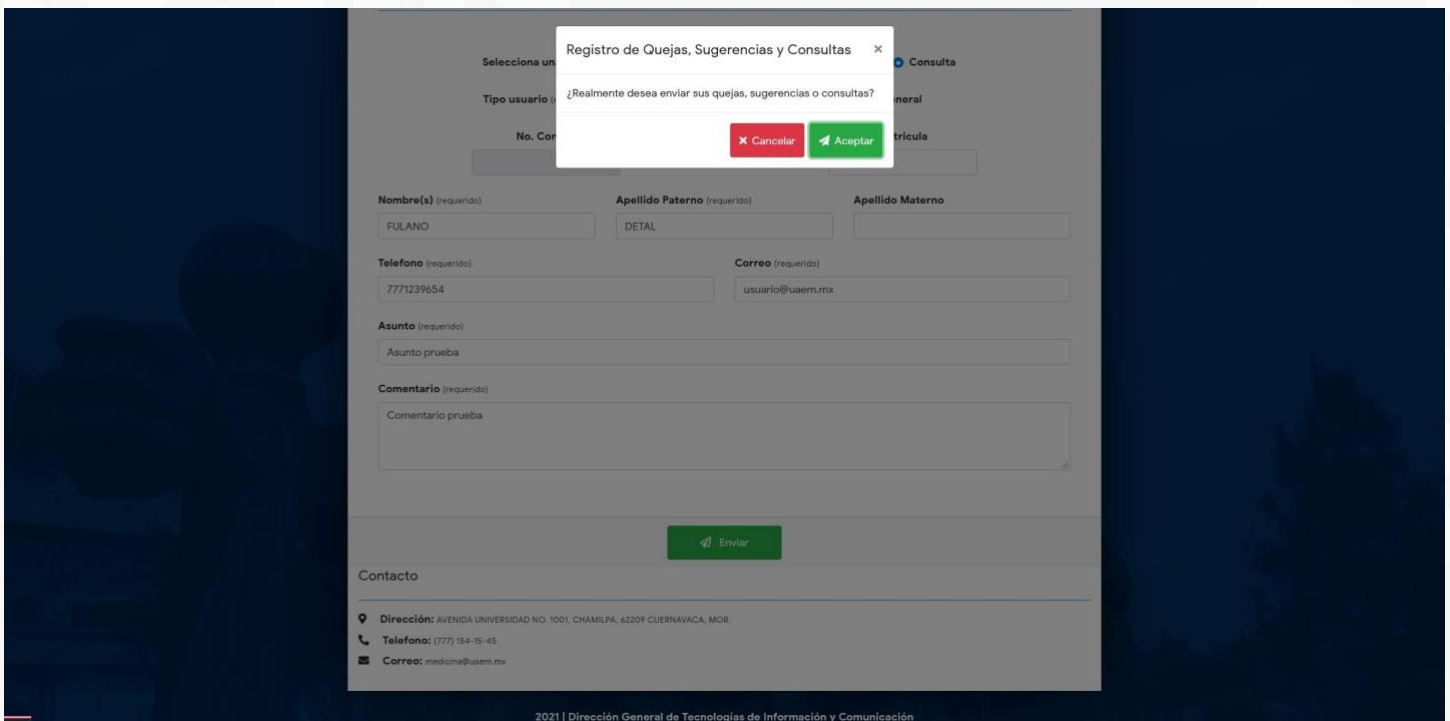 Registro de Quejas, Sugerencias y Consultas ×
¿Realmente desea enviar sus quejas, sugerencias o consultas?
Cancelar Aceptar
Selecciona un Consulta
Tipo usuario neral
No. Con tricula
Nombre(s) (requerido) Apellido Paterno (requerido) Apellido Materno
FULANO DETAL
Telefono (requerido) Correo (requerido)
7771239654 usuario@uaem.mx
Asunto (requerido)
Asunto prueba
Comentario (requerido)
Comentario prueba
Enviar
Contacto
Dirección: AVENIDA UNIVERSIDAD NO. 1001, CHAMILPA, 62209 CUERNAVACA, MOR.
Telefono: (777) 154-15-45
Correo: medicina@uaem.mx
2021 | Dirección General de Tecnologías de Información y Comunicación